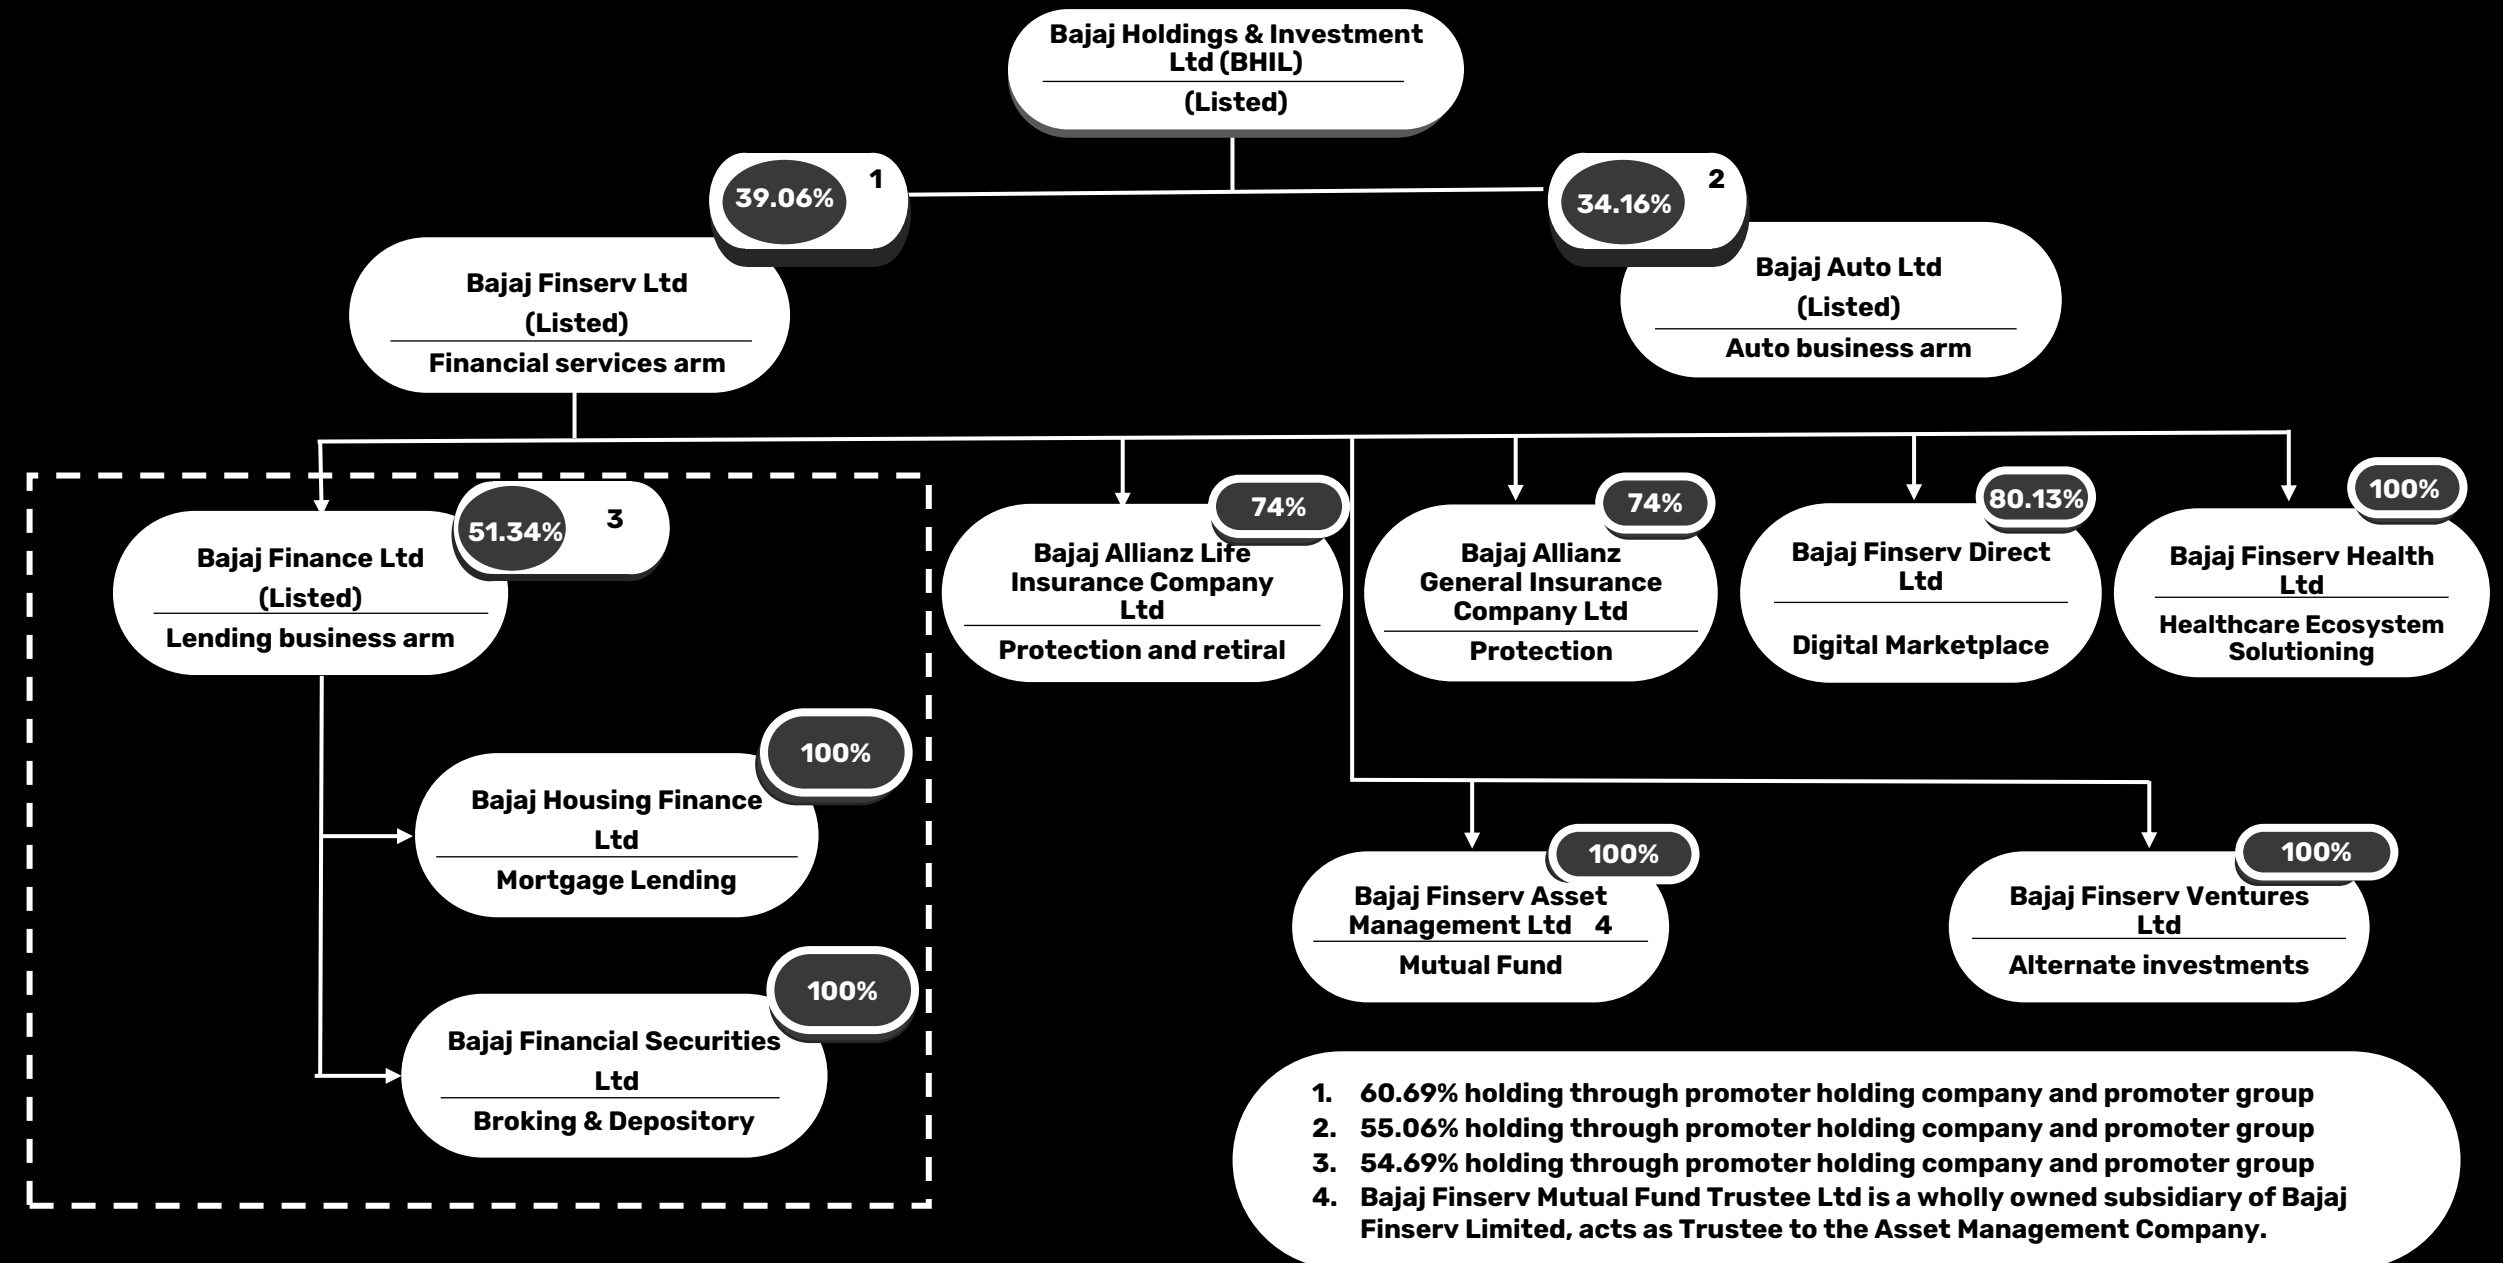 Bajaj Holdings & Investment
Ltd (BHIL)
(Listed)
39.06%
1
34.16%
2
Bajaj Finserv Ltd
(Listed)
Financial services arm
Bajaj Auto Ltd
(Listed)
Auto business arm
51.34%
3
Bajaj Finance Ltd
(Listed)
Lending business arm
74%
Bajaj Allianz Life
Insurance Company
Ltd
Protection and retiral
74%
Bajaj Allianz
General Insurance
Company Ltd
Protection
80.13%
Bajaj Finserv Direct
Ltd
Digital Marketplace
100%
Bajaj Finserv Health
Ltd
Healthcare Ecosystem
Solutioning
100%
Bajaj Housing Finance
Ltd
Mortgage Lending
100%
Bajaj Financial Securities
Ltd
Broking & Depository
100%
Bajaj Finserv Asset
Management Ltd 4
Mutual Fund
100%
Bajaj Finserv Ventures
Ltd
Alternate investments
1. 60.69% holding through promoter holding company and promoter group
2. 55.06% holding through promoter holding company and promoter group
3. 54.69% holding through promoter holding company and promoter group
4. Bajaj Finserv Mutual Fund Trustee Ltd is a wholly owned subsidiary of Bajaj
Finserv Limited, acts as Trustee to the Asset Management Company.